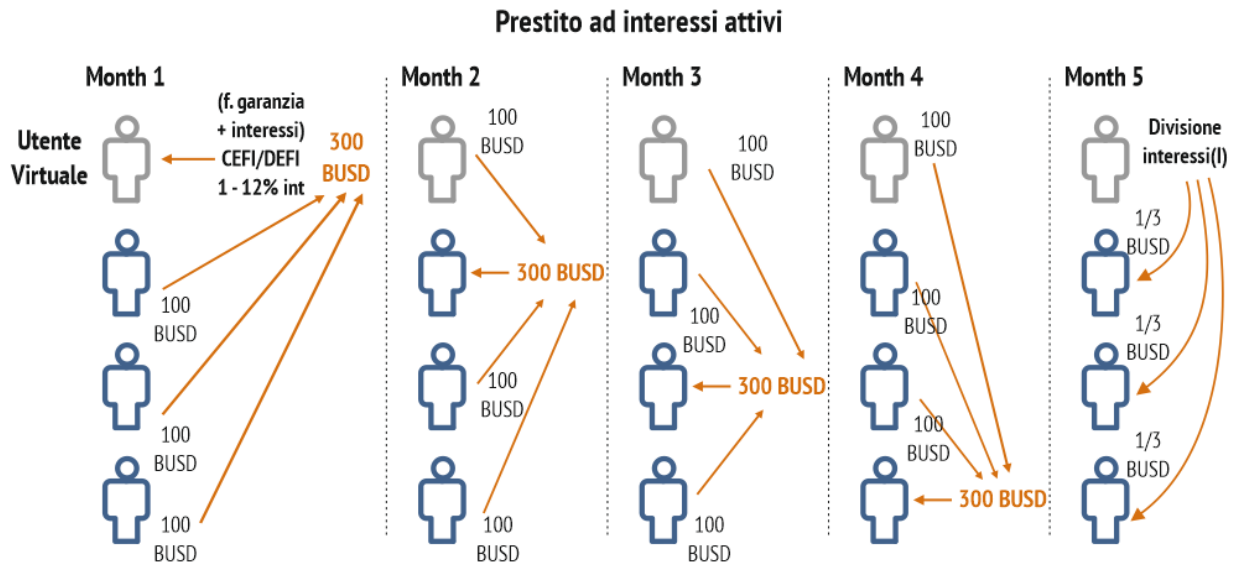 Prestito ad interessi attivi
Month 1
Month 2
Month 3
Month 4
Month 5
Utente
Virtuale
(f. garanzia
+ interessi)
CEFI/DEFI
1 - 12% int
300
BUSD
100
BUSD
100
BUSD
100
BUSD
100
BUSD
300 BUSD
100
BUSD
100
BUSD
100
BUSD
100
BUSD
300 BUSD
100
BUSD
100
BUSD
100
BUSD
100
BUSD
300 BUSD
Divisione
interessi(I)
1/3
BUSD
1/3
BUSD
1/3
BUSD